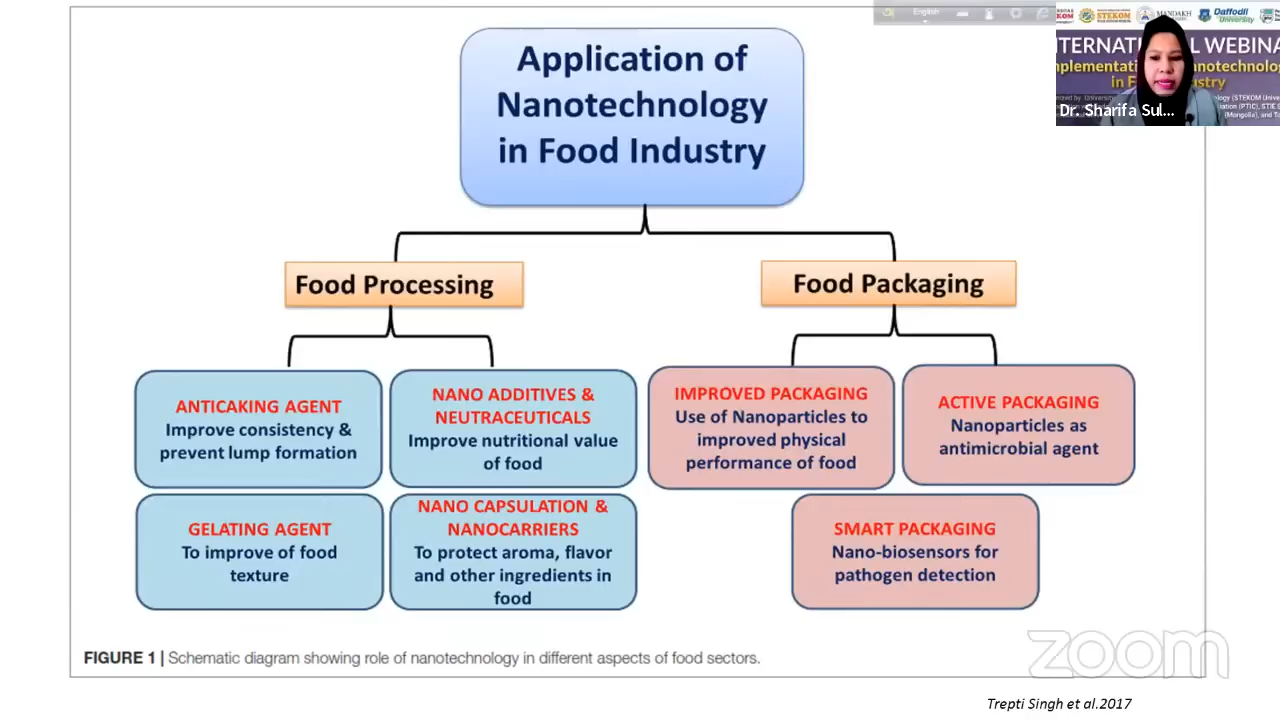 English
MANDAKH
STEKOM
Daffodil
University
INTERNATIONAL WEBINA
in F
Dr. Sharifa Sul...
(Mongolia), and T
Application of
Nanotechnology
in Food Industry
Food Processing
Food Packaging
ANTICAKING AGENT
Improve consistency &
prevent lump formation
NANO ADDITIVES &
NEUTRACEUTICALS
Improve nutritional value
of food
IMPROVED PACKAGING
Use of Nanoparticles to
improved physical
performance of food
ACTIVE PACKAGING
Nanoparticles as
antimicrobial agent
GELATING AGENT
To improve of food
texture
NANO CAPSULATION &
NANOCARRIERS
To protect aroma, flavor
and other ingredients in
food
SMART PACKAGING
Nano-biosensors for
pathogen detection
FIGURE 1 | Schematic diagram showing role of nanotechnology in different aspects of food sectors.
zoom
Trepti Singh et al.2017